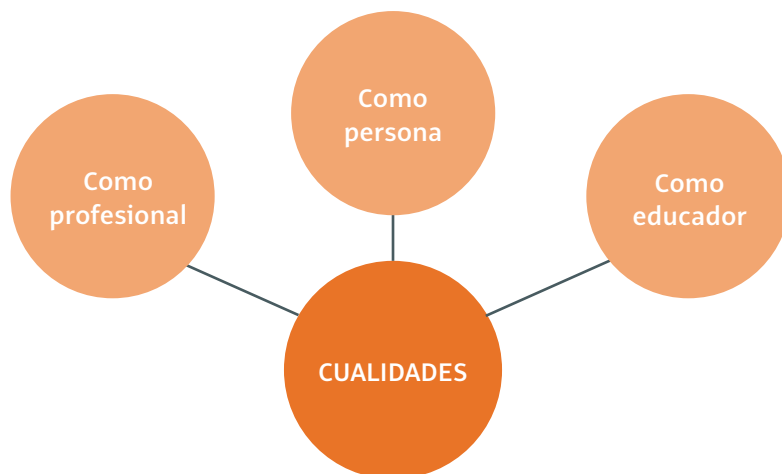 Como
persona
Como
profesional
Como
educador
CUALIDADES